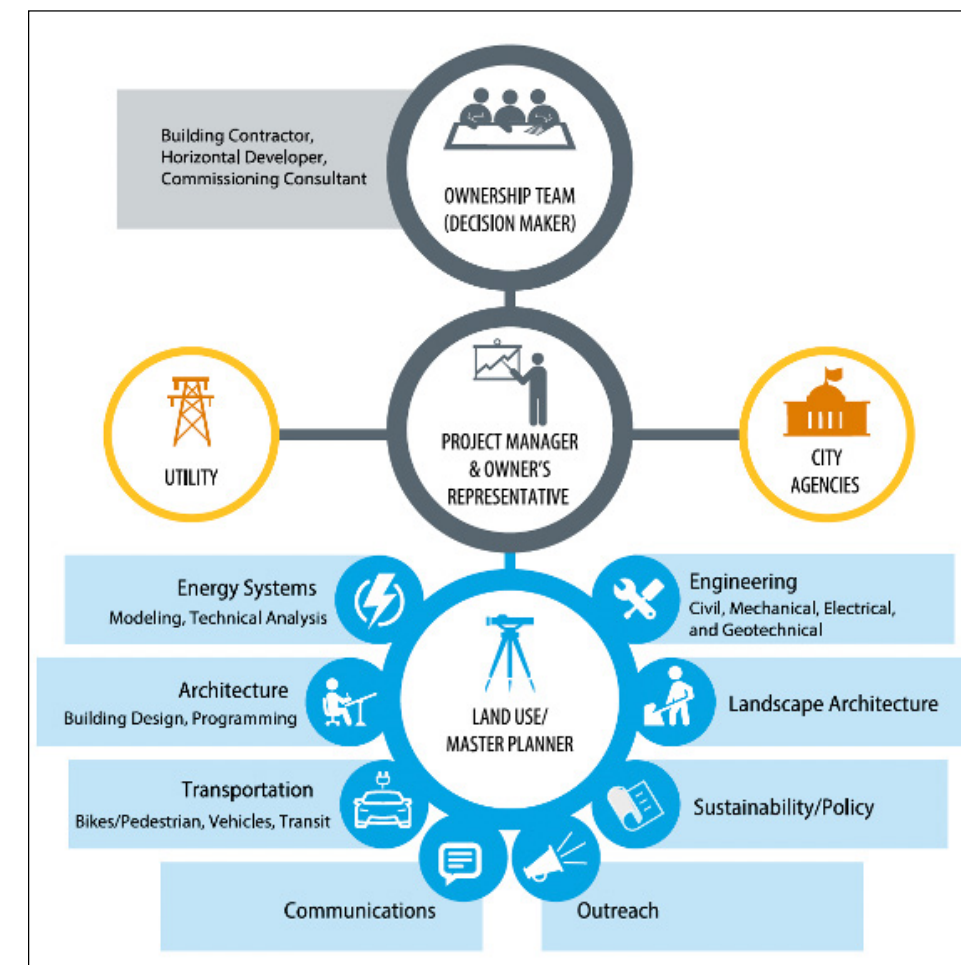 Building Contractor,
Horizontal Developer,
Commissioning Consultant
OWNERSHIP TEAM
(DECISION MAKER)
UTILITY
PROJECT MANAGER
& OWNER'S
REPRESENTATIVE
CITY
AGENCIES
Energy Systems
Modeling, Technical Analysis
Engineering
Civil, Mechanical, Electrical,
and Geotechnical
Architecture
Building Design, Programming
LAND USE/
MASTER PLANNER
Landscape Architecture
Transportation
Bikes/Pedestrian, Vehicles, Transit
Sustainability/Policy
Communications
Outreach